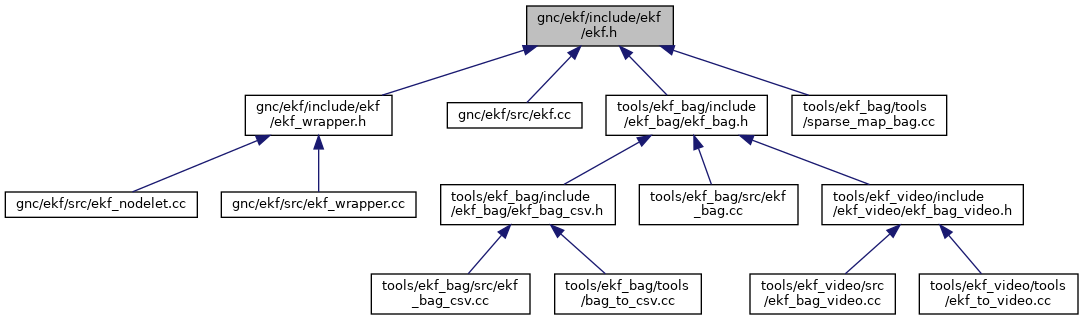 gnc/ekf/include/ekf
/ekf.h
gnc/ekf/include/ekf
/ekf_wrapper.h
gnc/ekf/src/ekf.cc
tools/ekf_bag/include
/ekf_bag/ekf_bag.h
tools/ekf_bag/tools
/sparse_map_bag.cc
gnc/ekf/src/ekf_nodelet.cc
gnc/ekf/src/ekf_wrapper.cc
tools/ekf_bag/include
/ekf_bag/ekf_bag_csv.h
tools/ekf_bag/src/ekf
_bag.cc
tools/ekf_video/include
/ekf_video/ekf_bag_video.h
tools/ekf_bag/src/ekf
_bag_csv.cc
tools/ekf_bag/tools
/bag_to_csv.cc
tools/ekf_video/src
/ekf_bag_video.cc
tools/ekf_video/tools
/ekf_to_video.cc